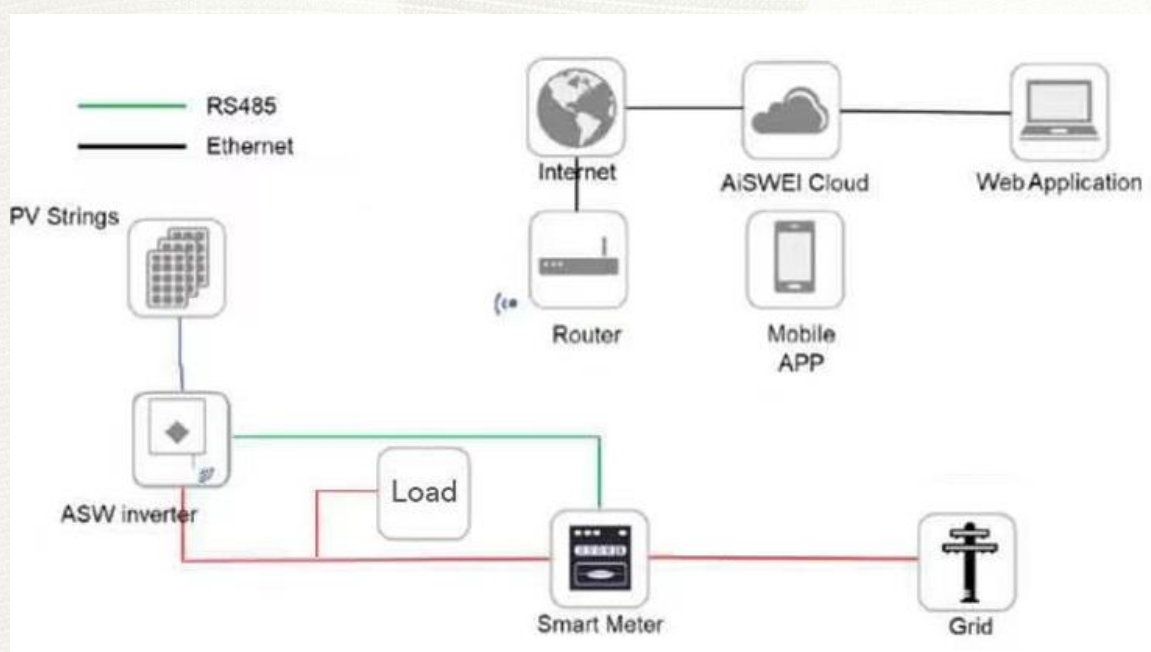 RS485
Ethernet
Internet
AiSWEI Cloud
Web Application
PV Strings
Router
Mobile
APP
Load
ASW inverter
Smart Meter
Grid